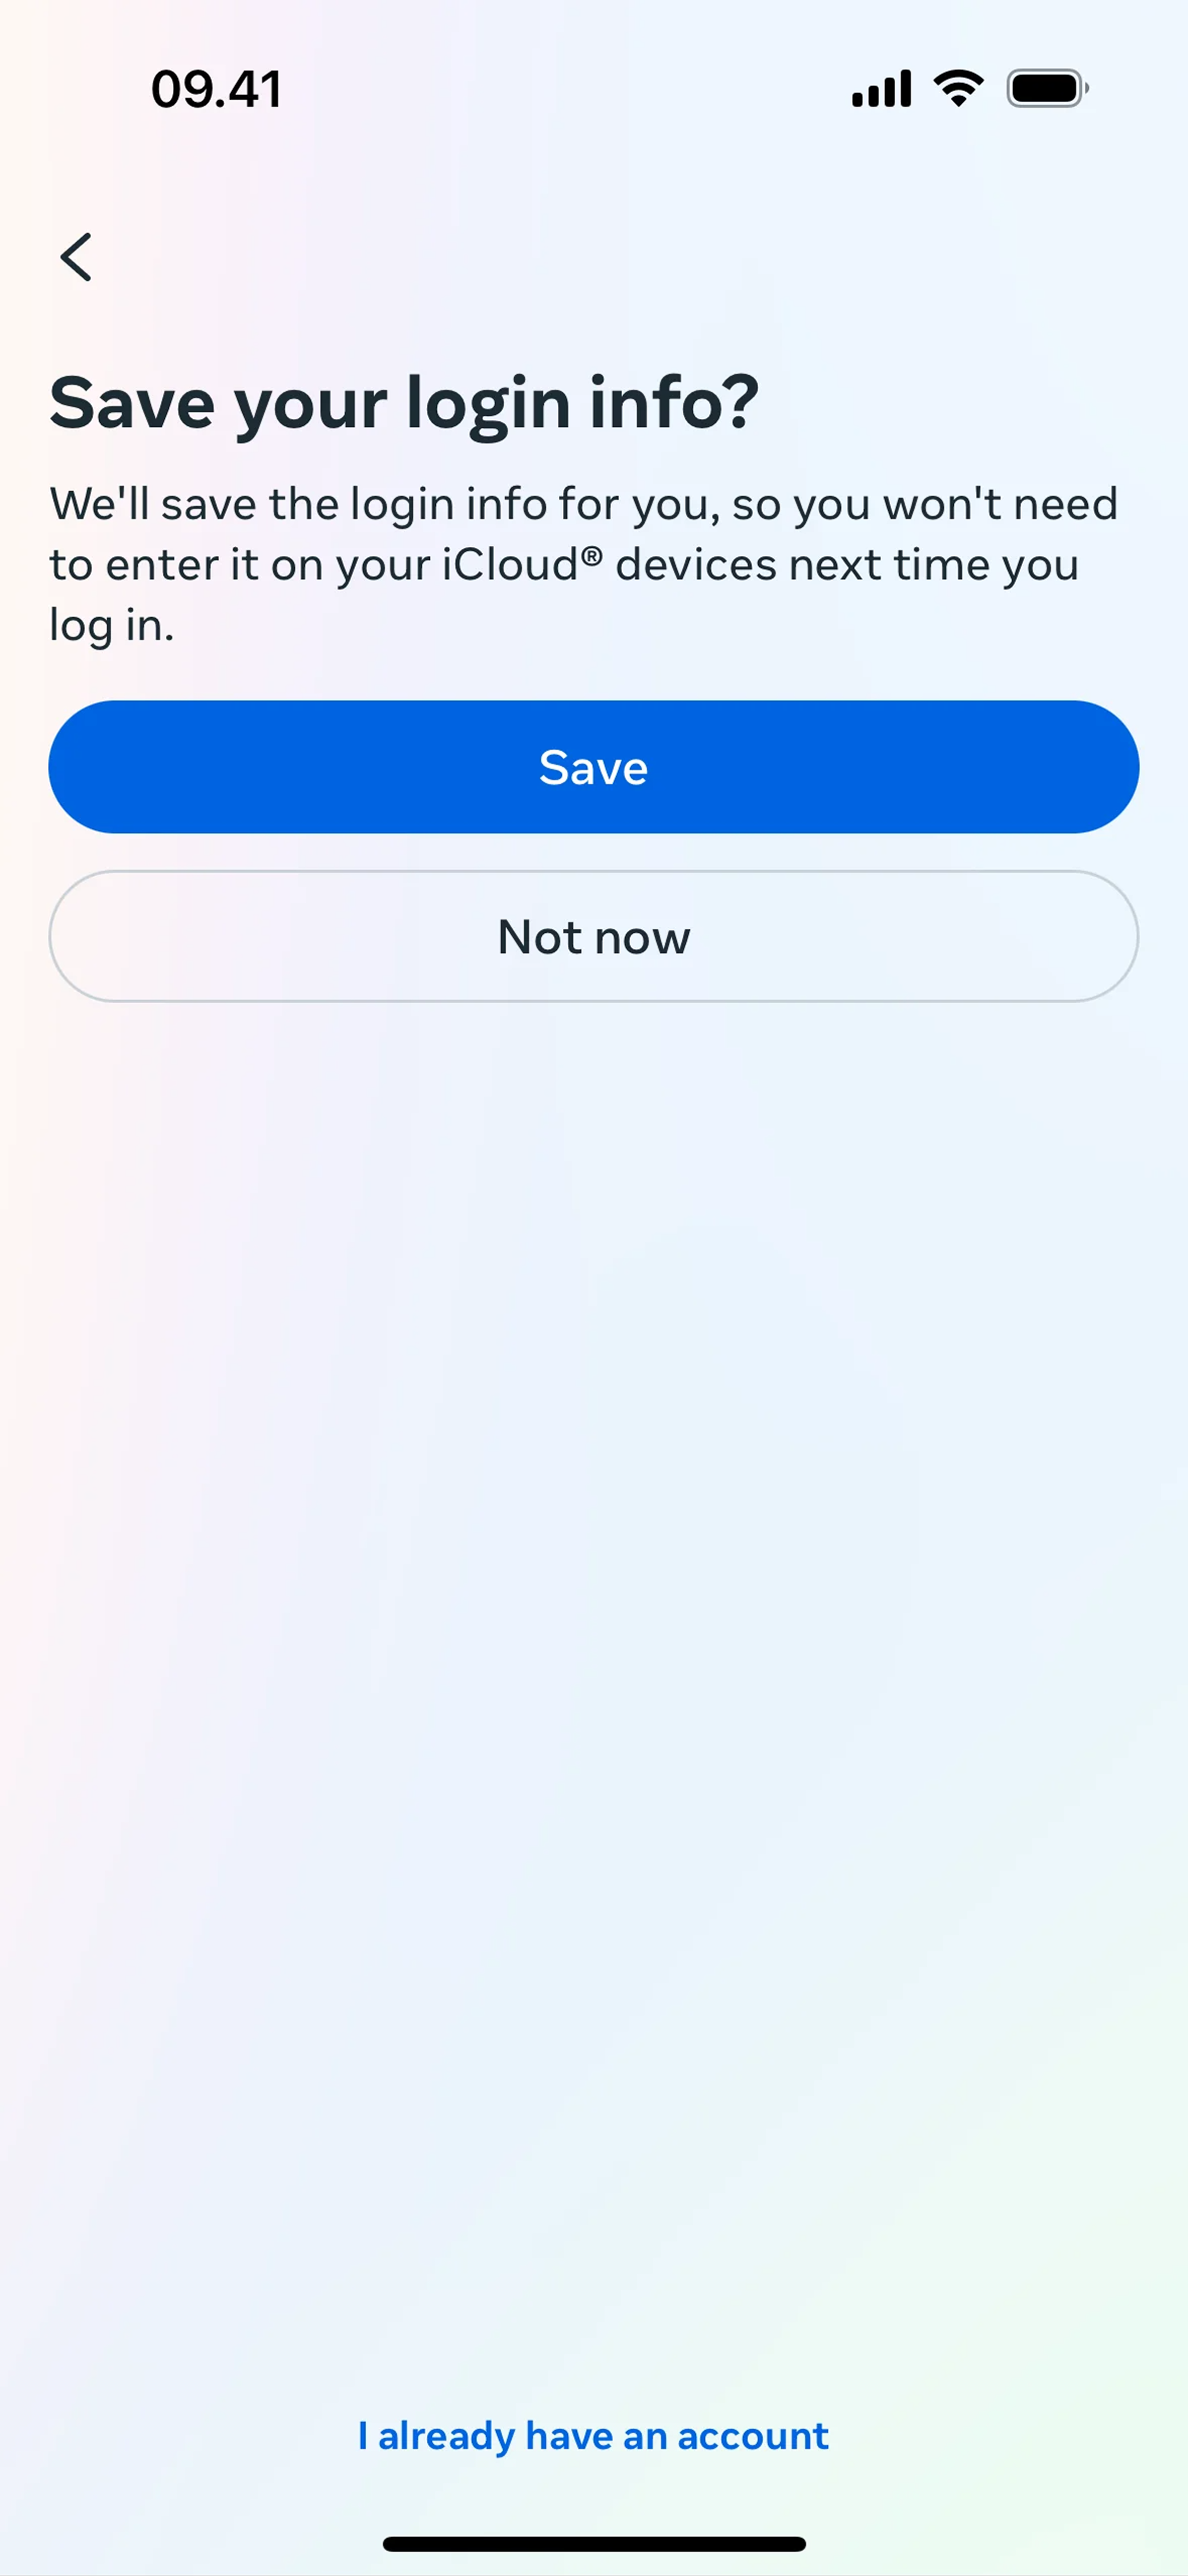 09.41
Save your login info?
We'll save the login info for you, so you won't need
to enter it on your iCloud® devices next time you
log in.
Save
Not now
I already have an account